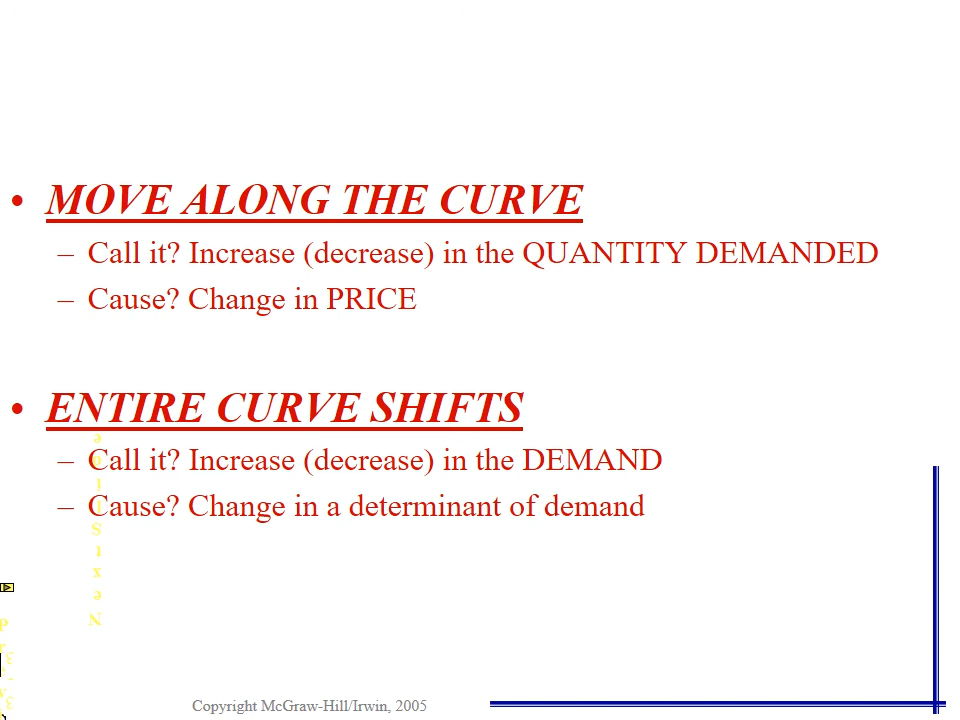 • MOVE ALONG THE CURVE
– Call it? Increase (decrease) in the QUANTITY DEMANDED
– Cause? Change in PRICE
• ENTIRE CURVE SHIFTS
– Call it? Increase (decrease) in the DEMAND
– Cause? Change in a determinant of demand
Copyright McGraw-Hill/Irwin, 2005